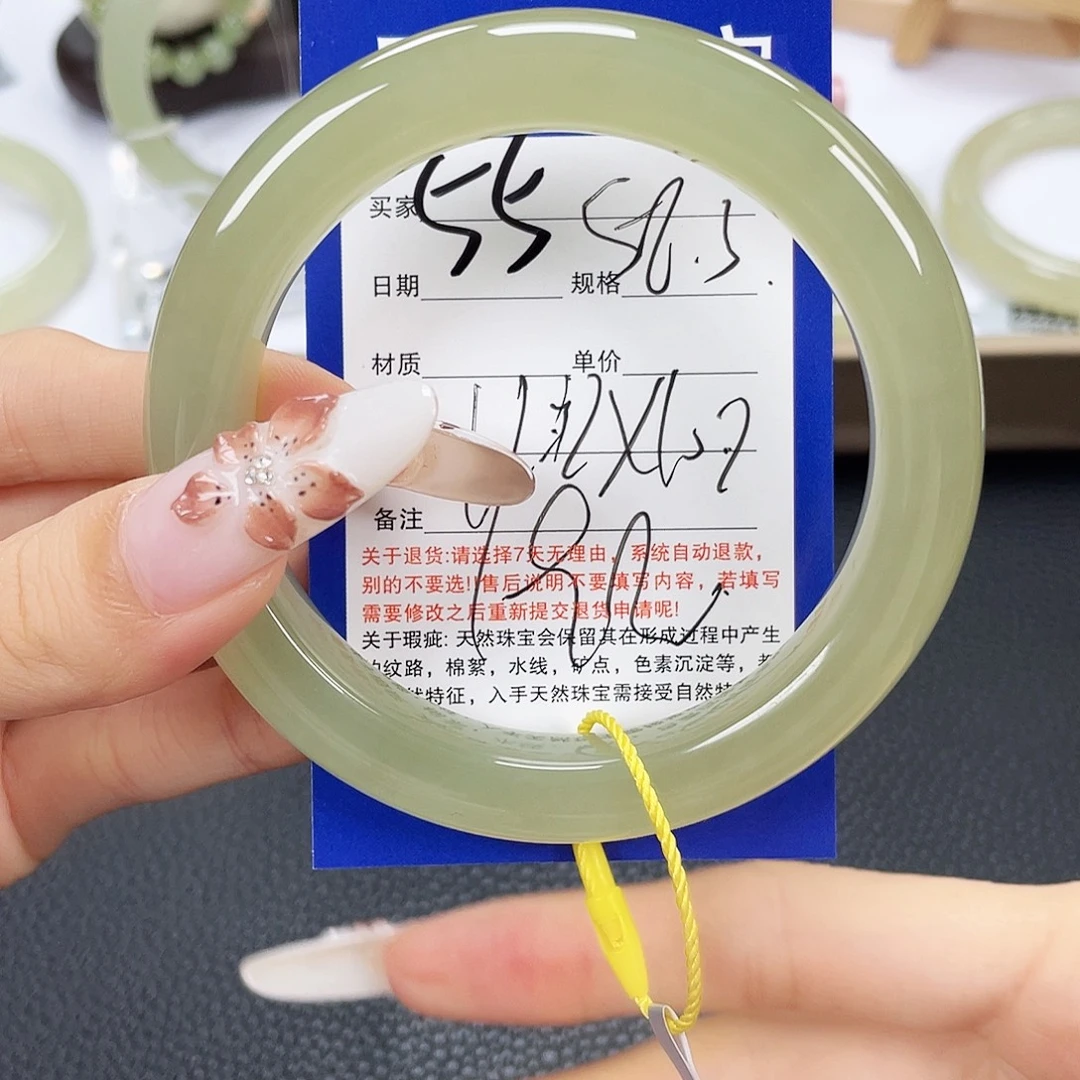 买家 55 56.5
日期 规格
材质 单价
备注
关于退货:请选择7天无理由,系统自动退款,
别的不要选!!售后说明不要填写内容,若填写
需要修改之后重新提交退货申请呢!
关于瑕疵:天然珠宝会保留其在形成过程中产生
纹路,棉絮,水线,矿点,色素沉淀等,
特征,入手天然珠宝需接受自然特